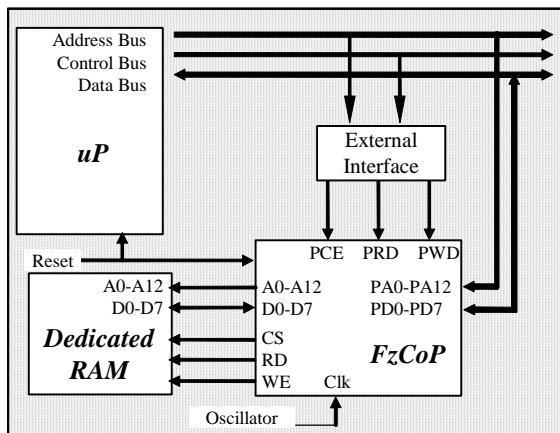 Address Bus
Control Bus
Data Bus
uP
External
Interface
PCE PRD PWD
Reset
A0-A12 A0-A12 PA0-PA12
D0-D7 D0-D7 PD0-PD7
Dedicated CS FzCoP
RAM RD
WE Clk
Oscillator